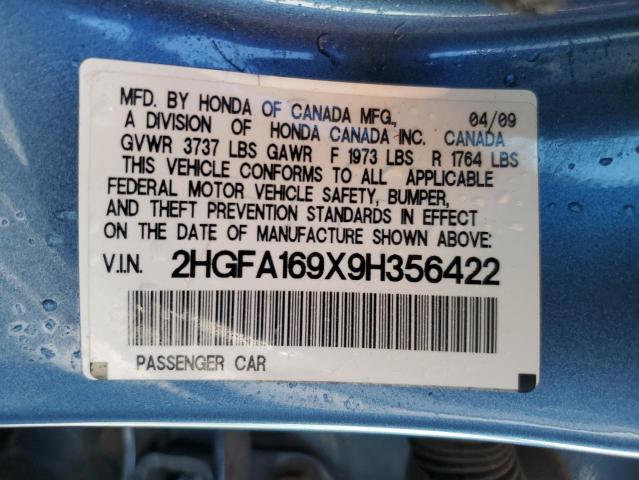 MFD. BY HONDA OF CANADA MFG., 04/09
A DIVISION OF HONDA CANADA INC. CANADA
GVWR 3737 LBS GAWR F 1973 LBS R 1764 LBS
THIS VEHICLE CONFORMS TO ALL APPLICABLE
FEDERAL MOTOR VEHICLE SAFETY, BUMPER,
AND THEFT PREVENTION STANDARDS IN EFFECT
ON THE DATE OF MANUFACTURE SHOWN ABOVE:
V.I.N. 2HGFA169X9H356422
PASSENGER CAR